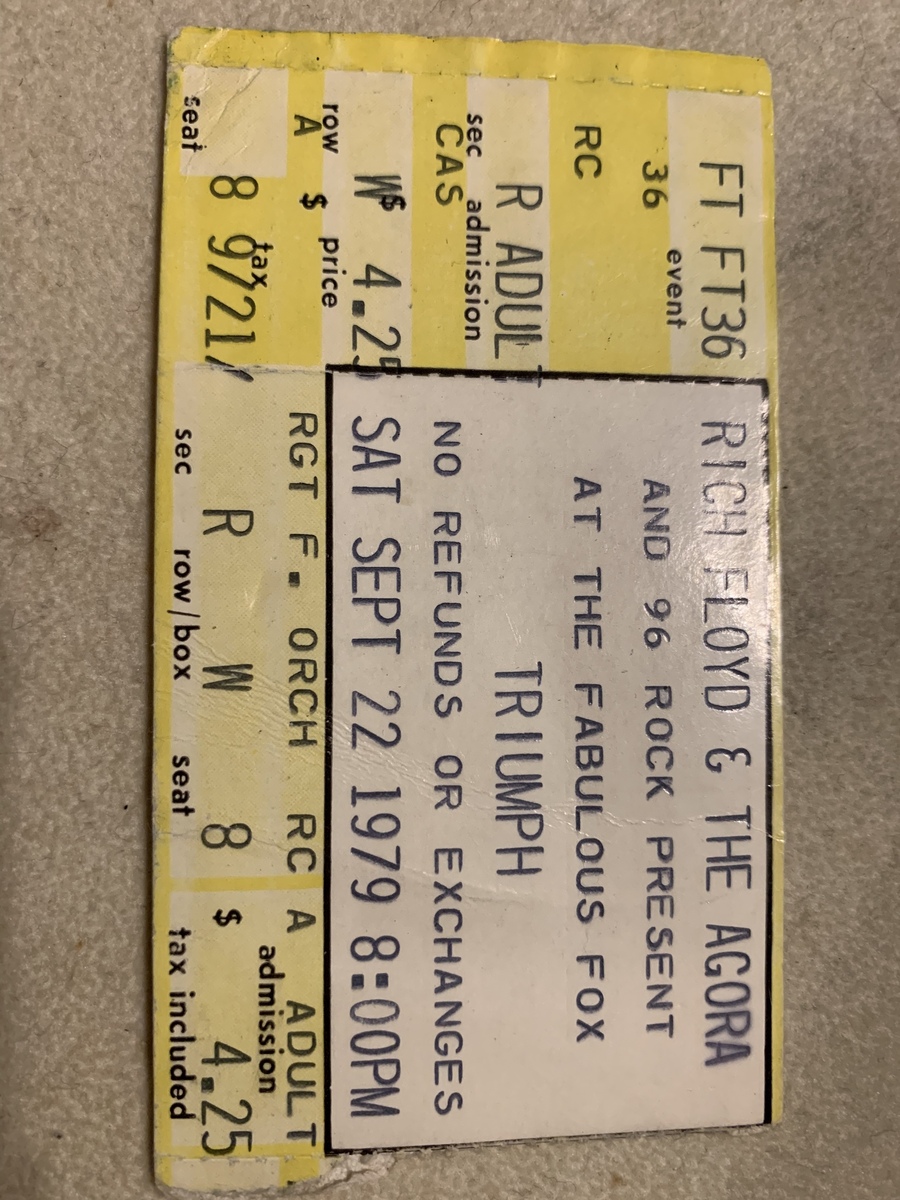 FT FT36
event
36
RC
R ADULT
sec admission
CAS
W$ 4.25
row $ price
A
tax
seat 8 9/21/
RICH FLOYD & THE AGORA
AND 96 ROCK PRESENT
AT THE FABULOUS FOX
TRIUMPH
NO REFUNDS OR EXCHANGES
SAT SEPT 22 1979 8:00PM
RGT F. ORCH RC A ADULT
admission
R W 8 $ 4.25
sec row/box seat tax included